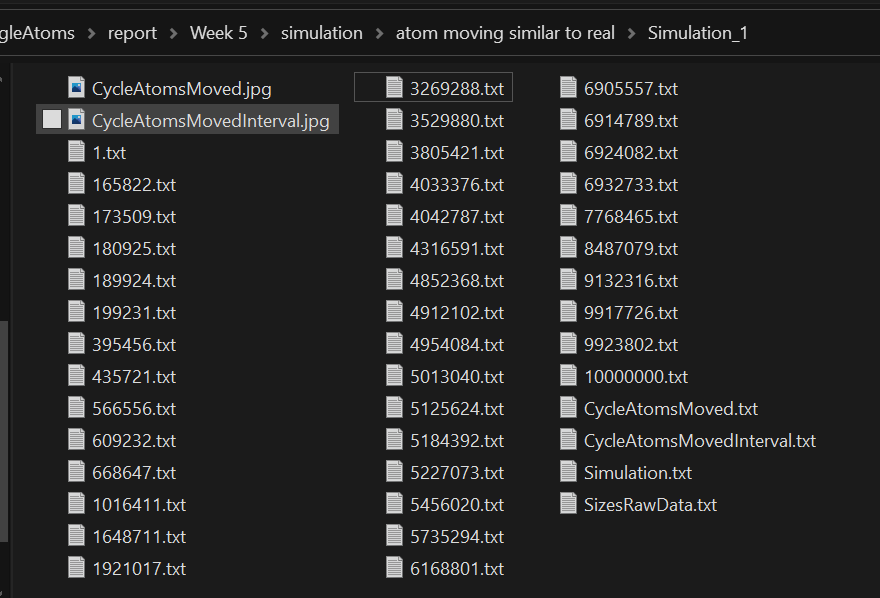 gleAtoms > report > Week 5 > simulation > atom moving similar to real > Simulation_1
CycleAtomsMoved.jpg
CycleAtomsMovedInterval.jpg
1.txt
165822.txt
173509.txt
180925.txt
189924.txt
199231.txt
395456.txt
435721.txt
566556.txt
609232.txt
668647.txt
1016411.txt
1648711.txt
1921017.txt
3269288.txt
3529880.txt
3805421.txt
4033376.txt
4042787.txt
4316591.txt
4852368.txt
4912102.txt
4954084.txt
5013040.txt
5125624.txt
5184392.txt
5227073.txt
5456020.txt
5735294.txt
6168801.txt
6905557.txt
6914789.txt
6924082.txt
6932733.txt
7768465.txt
8487079.txt
9132316.txt
9917726.txt
9923802.txt
10000000.txt
CycleAtomsMoved.txt
CycleAtomsMovedInterval.txt
Simulation.txt
SizesRawData.txt